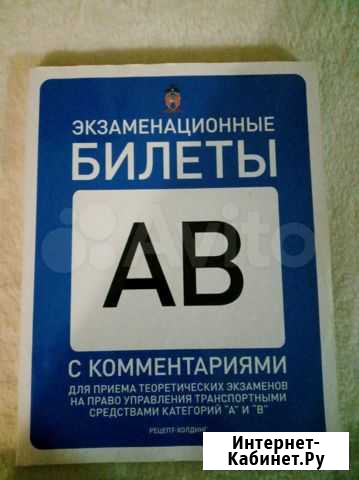 ЭКЗАМЕНАЦИОННЫЕ
БИЛЕТЫ
Avito
АВ
С КОММЕНТАРИЯМИ
ДЛЯ ПРИЕМА ТЕОРЕТИЧЕСКИХ ЭКЗАМЕНОВ
НА ПРАВО УПРАВЛЕНИЯ ТРАНСПОРТНЫМИ
СРЕДСТВАМИ КАТЕГОРИЙ "А" И "В"
РЕЦЕПТ-ХОЛДИНГ
Интернет-
Кабинет.Ру